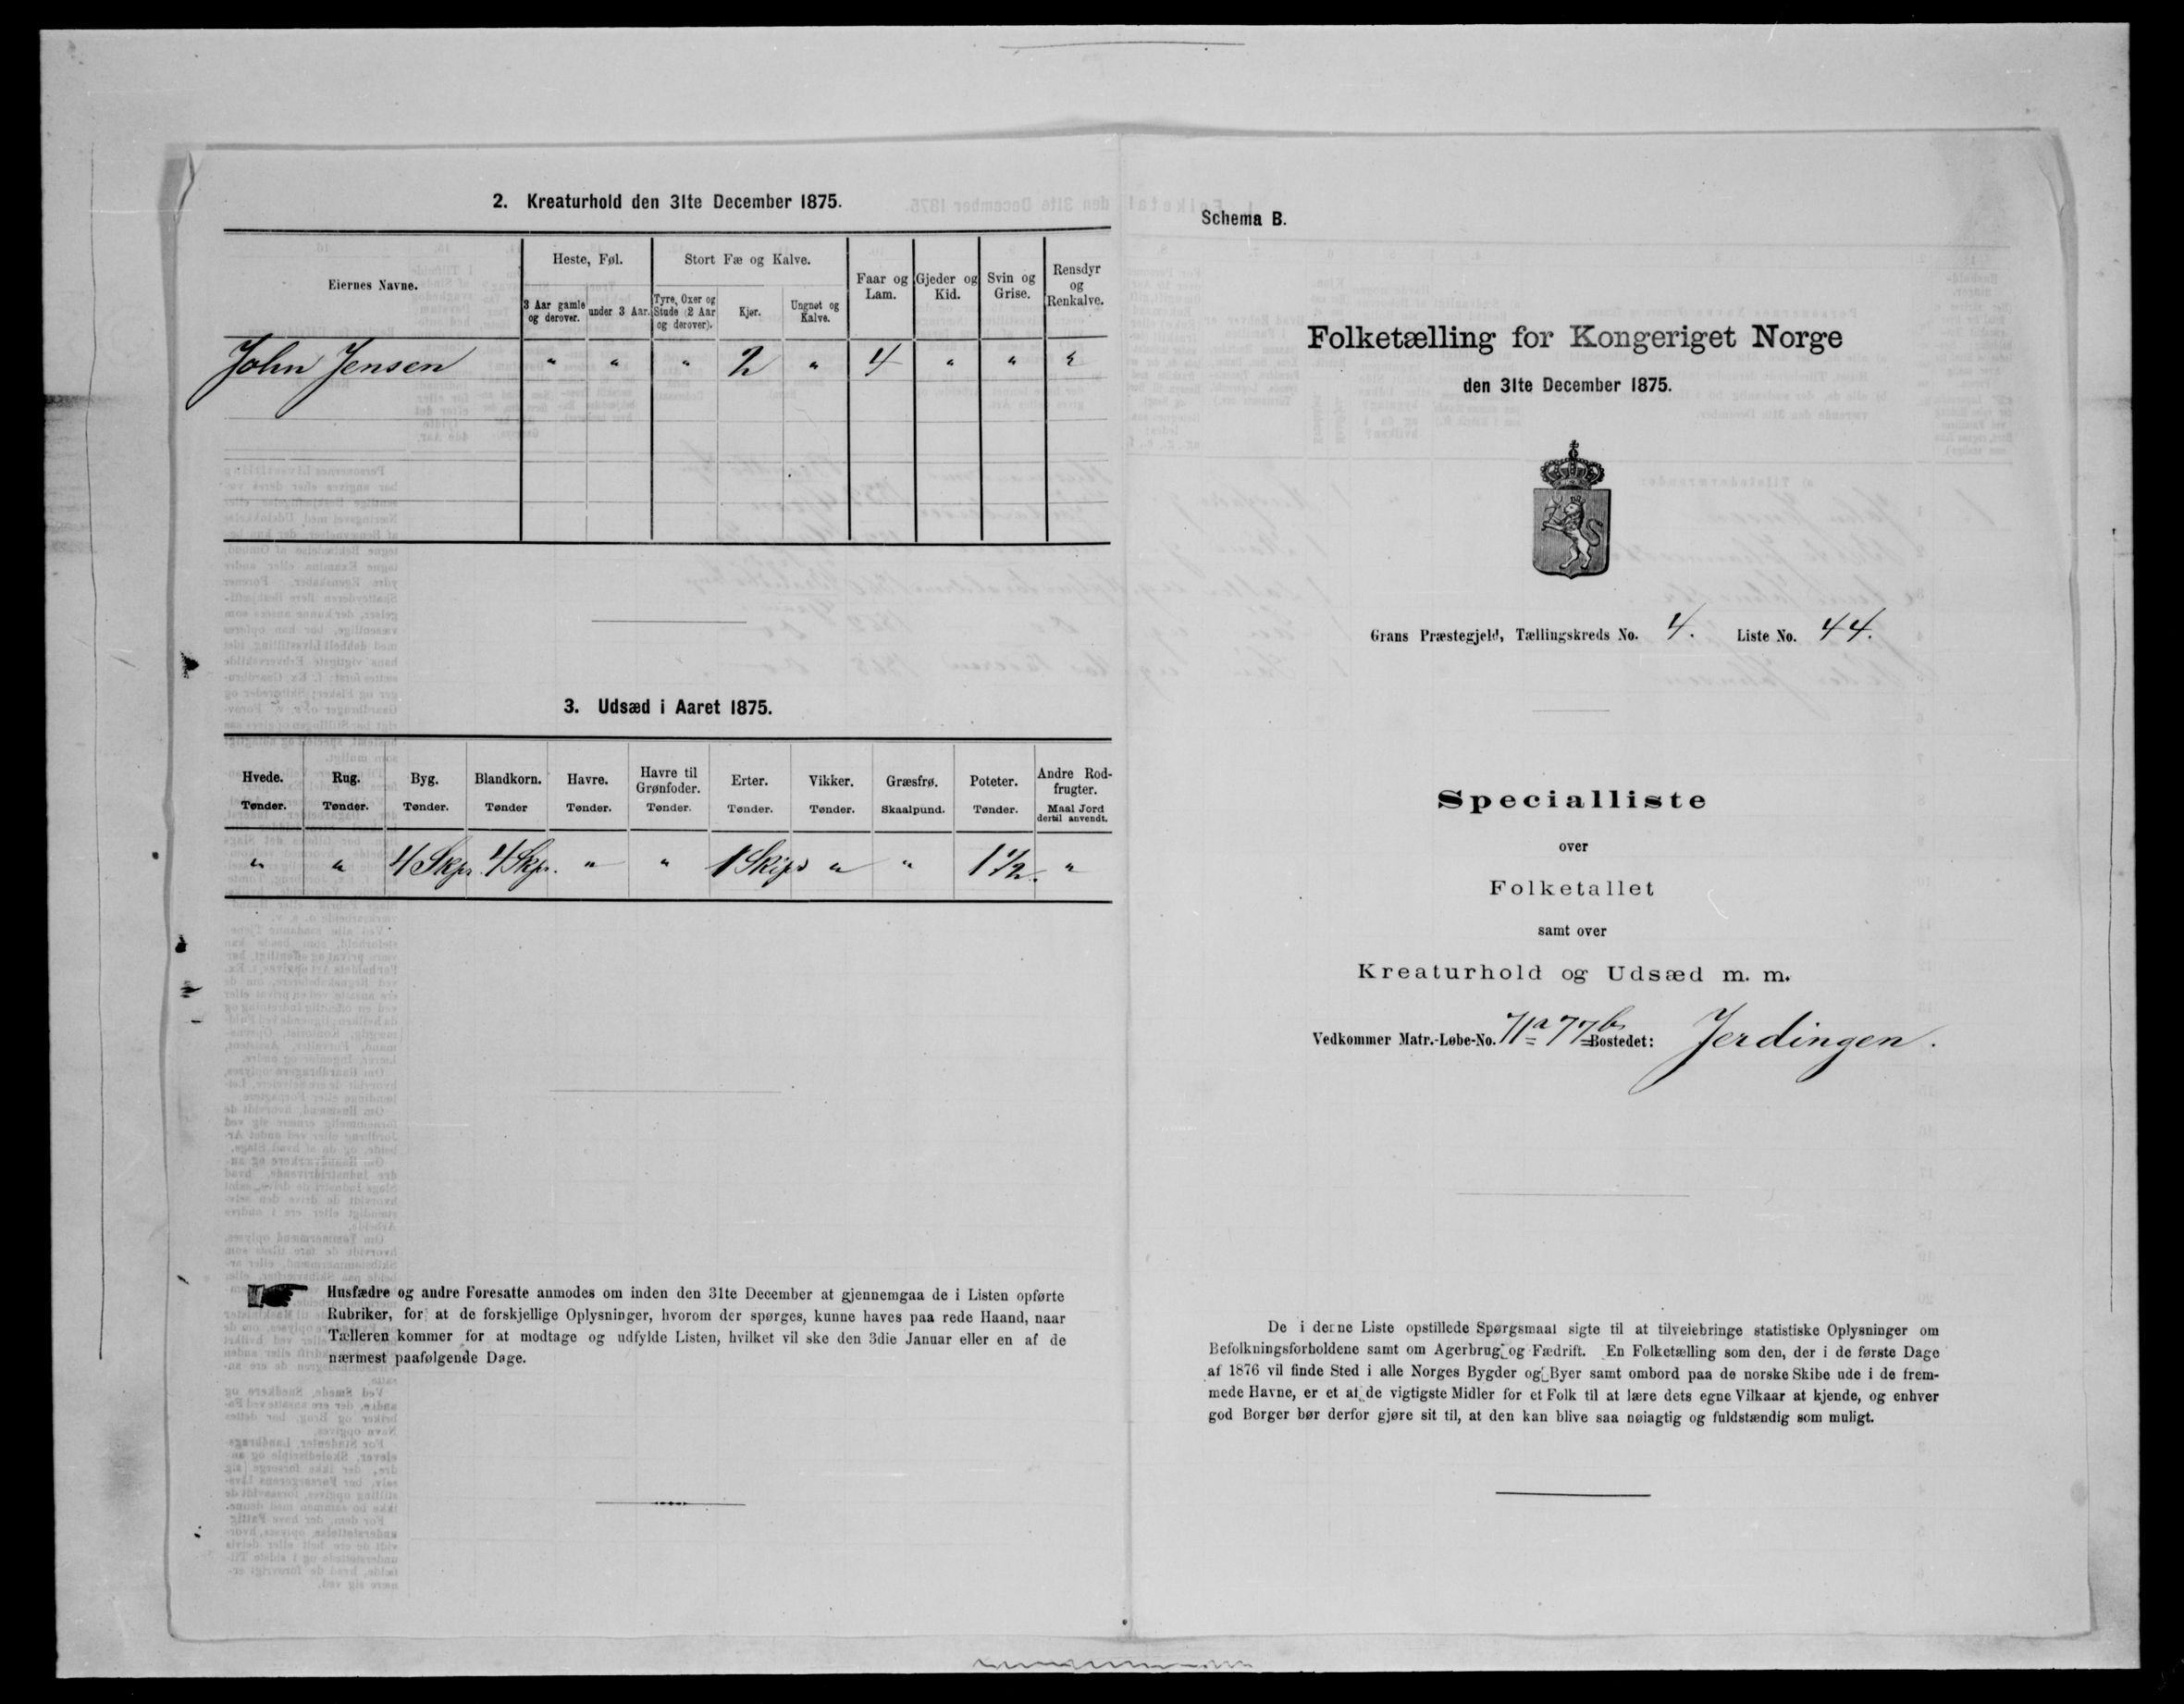 2. Kreaturhold den 31te December 1875.
Eiernes Navne.
Heste, Føl.
Stort Fæ og Kalve.
Faar og Lam.
Gjeder og Kid.
Svin og Grise.
Rensdyr og Renkalve.
3 Aar gamle og derover.
under 3 Aar.
Tyre, Oxer og Stude (2 Aar og derover).
Kjør.
Ungnøt og Kalve.
John Jensen " " " 2 " 4 " " "
3. Udsæd i Aaret 1875.
Hvede. Rug. Byg. Blandkorn. Havre. Havre til Grønfoder. Erter. Vikker. Græsfrø. Poteter. Andre Rodfrugter.
Tønder. Tønder. Tønder. Tønder Tønder. Tønder. Tønder. Tønder. Skaalpund. Tønder. Maal Jord dertil anvendt.
" " 4 Skpr. 4 Skpr. " " 1 Skip " " 1 1/2. "
Husfædre og andre Foresatte anmodes om inden den 31te December at gjennemgaa de i Listen opførte
Rubriker, for at de forskjellige Oplysninger, hvorom der spørges, kunne haves paa rede Haand, naar
Tælleren kommer for at modtage og udfylde Listen, hvilket vil ske den 3die Januar eller en af de
nærmest paafølgende Dage.
Schema B.
Folketælling for Kongeriget Norge
den 31te December 1875.
Grans Præstegjeld, Tællingskreds No. 4. Liste No. 44.
Specialliste
over
Folketallet
samt over
Kreaturhold og Udsæd m. m.
Vedkommer Matr.-Løbe-No. 71a 77b Bostedet: Jerdingen.
De i denne Liste opstillede Spørgsmaal sigte til at tilveiebringe statistiske Oplysninger om
Befolkningsforholdene samt om Agerbrug og Fædrift. En Folketælling som den, der i de første Dage
af 1876 vil finde Sted i alle Norges Bygder og Byer samt ombord paa de norske Skibe ude i de frem-
mede Havne, er et af de vigtigste Midler for et Folk til at lære dets egne Vilkaar at kjende, og enhver
god Borger bør derfor gjøre sit til, at den kan blive saa nøiagtig og fuldstændig som muligt.